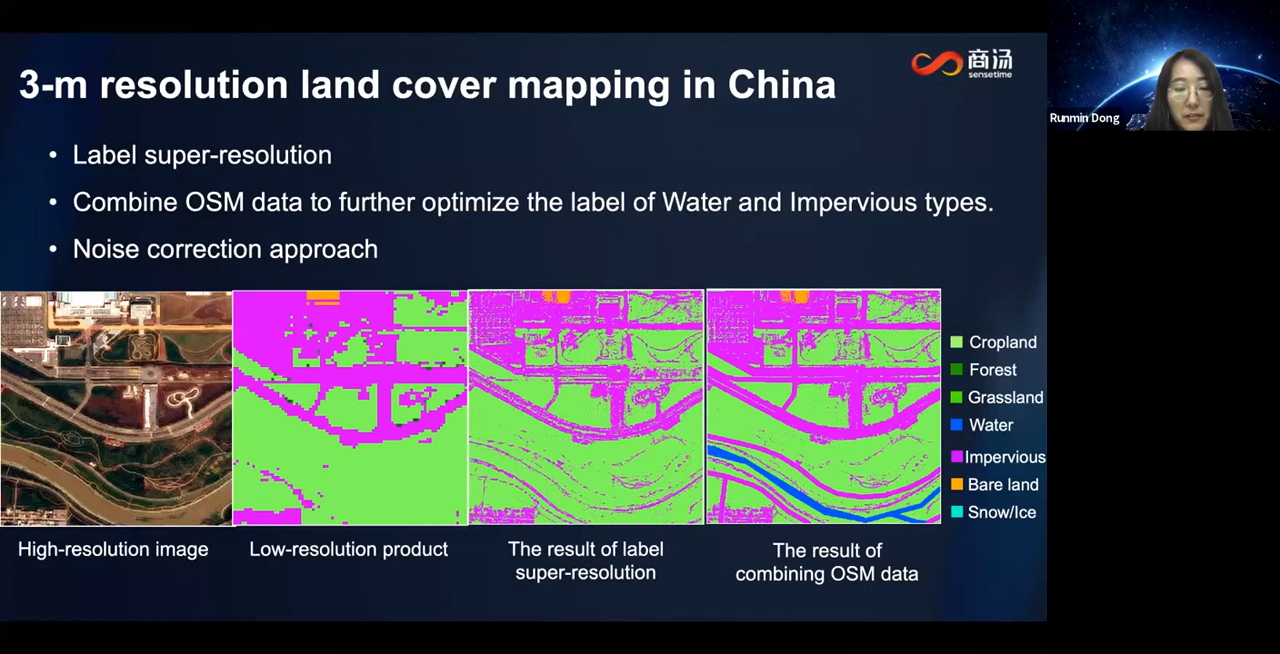 3-m resolution land cover mapping in China
商汤
sensetime
Runmin Dong
• Label super-resolution
• Combine OSM data to further optimize the label of Water and Impervious types.
• Noise correction approach
Cropland
Forest
Grassland
Water
Impervious
Bare land
Snow/Ice
High-resolution image
Low-resolution product
The result of label
super-resolution
The result of
combining OSM data